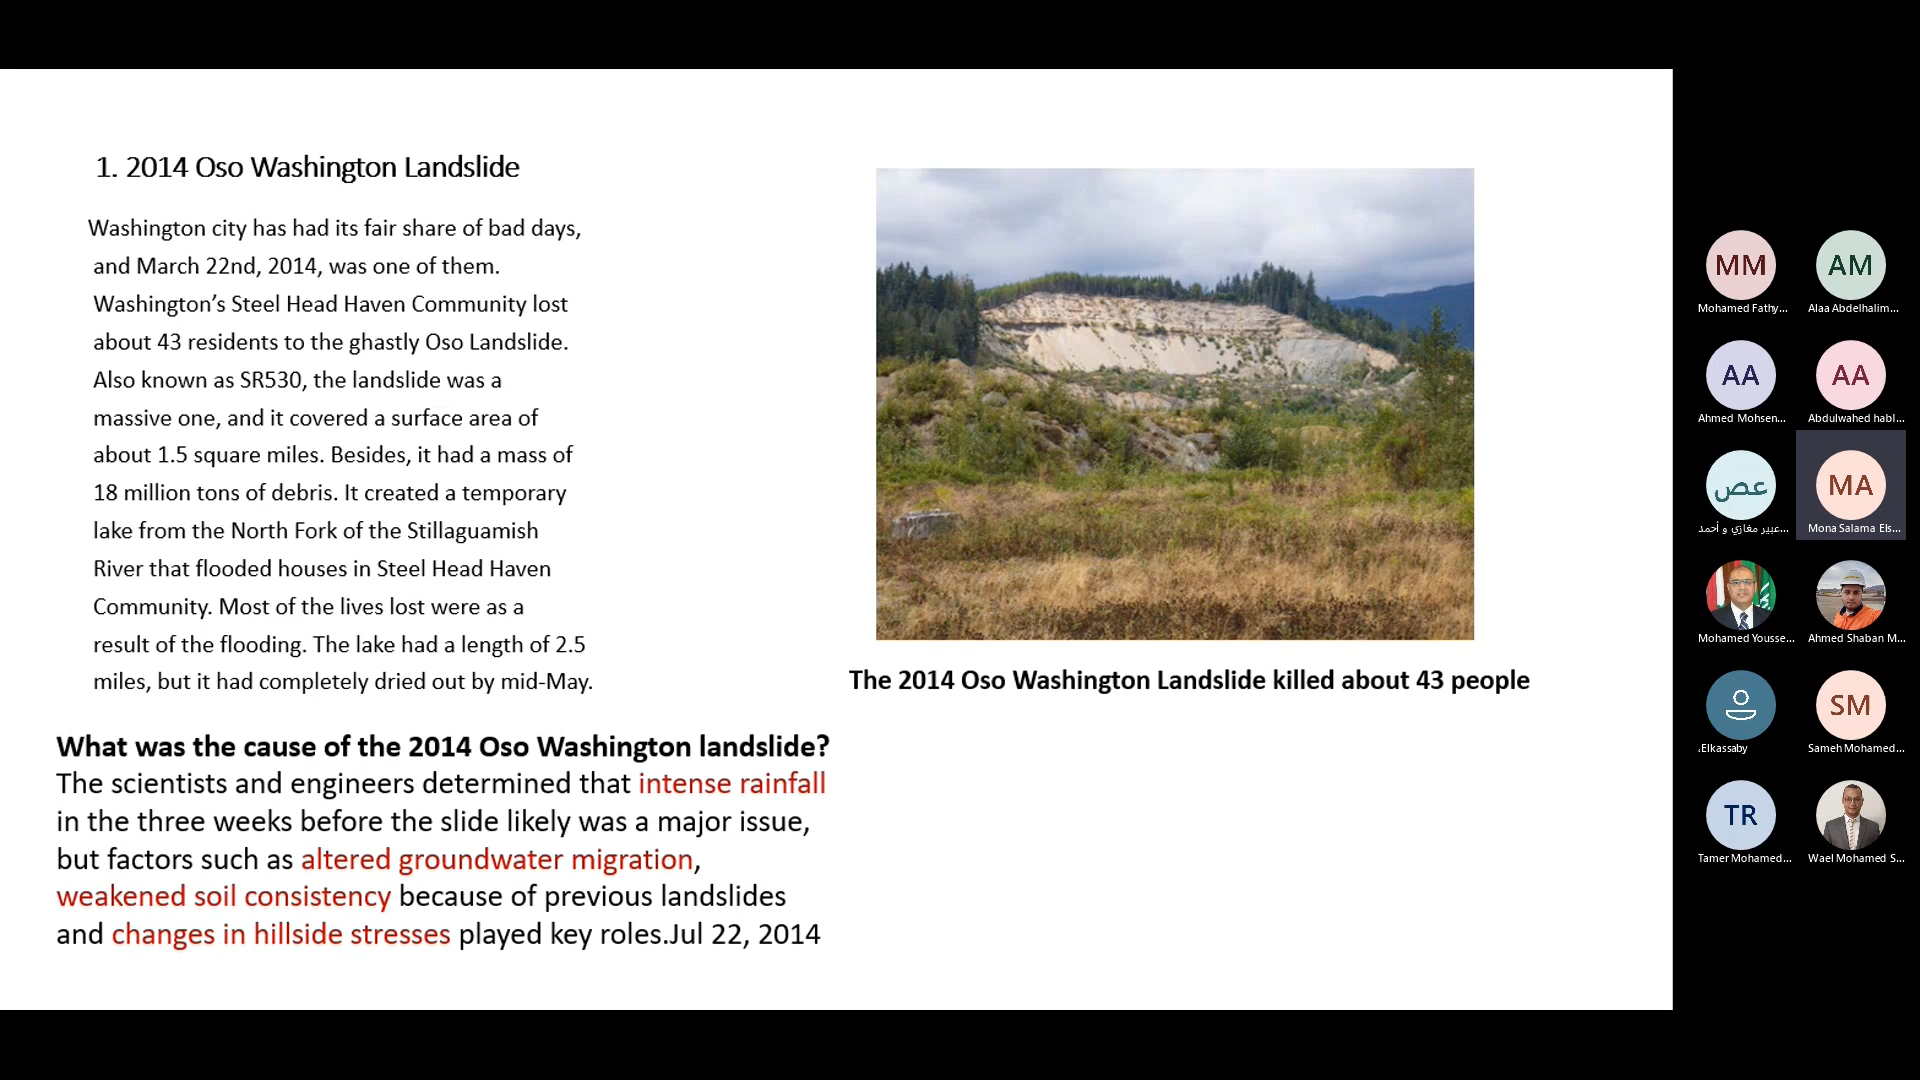 1. 2014 Oso Washington Landslide
Washington city has had its fair share of bad days,
and March 22nd, 2014, was one of them.
Washington’s Steel Head Haven Community lost
about 43 residents to the ghastly Oso Landslide.
Also known as SR530, the landslide was a
massive one, and it covered a surface area of
about 1.5 square miles. Besides, it had a mass of
18 million tons of debris. It created a temporary
lake from the North Fork of the Stillaguamish
River that flooded houses in Steel Head Haven
Community. Most of the lives lost were as a
result of the flooding. The lake had a length of 2.5
miles, but it had completely dried out by mid-May.
The 2014 Oso Washington Landslide killed about 43 people
What was the cause of the 2014 Oso Washington landslide?
The scientists and engineers determined that intense rainfall
in the three weeks before the slide likely was a major issue,
but factors such as altered groundwater migration,
weakened soil consistency because of previous landslides
and changes in hillside stresses played key roles.Jul 22, 2014
MM
AM
Mohamed Fathy...
Alaa Abdelhalim...
AA
AA
Ahmed Mohsen...
Abdulwahed habl...
عص
MA
عبير مغازي و أحمد...
Mona Salama Els...
Mohamed Yousse...
Ahmed Shaban M...
SM
.Elkassaby
Sameh Mohamed...
TR
Tamer Mohamed...
Wael Mohamed S...